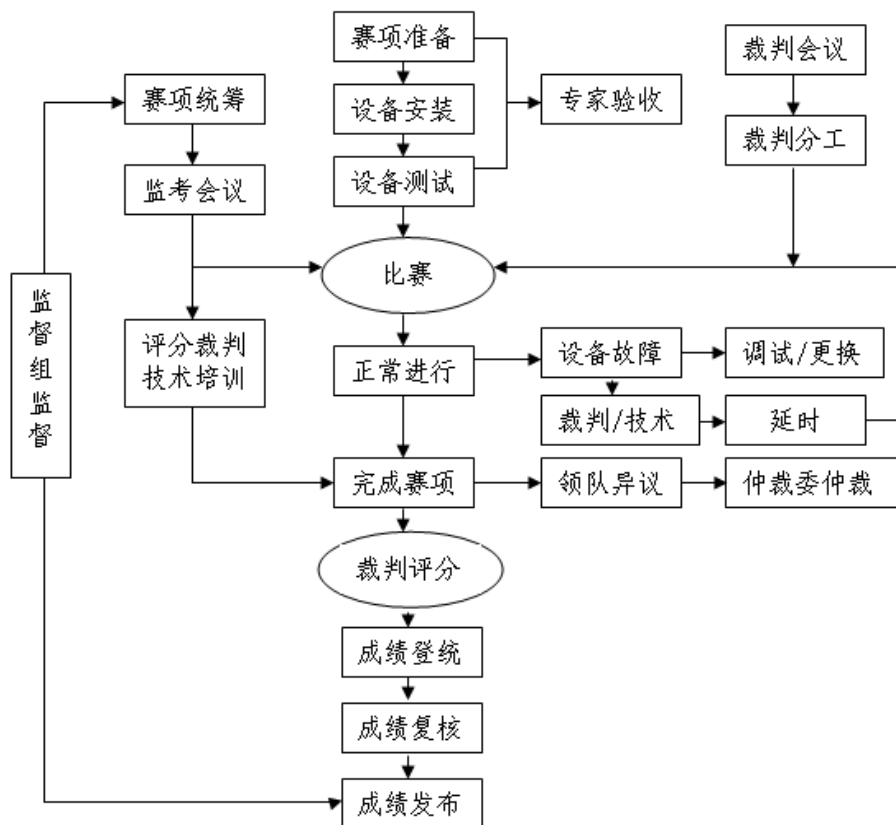 赛项准备
裁判会议
赛项统筹
设备安装
专家验收
裁判分工
监考会议
设备测试
比赛
监
督
组
监
督
评分裁判
技术培训
正常进行
设备故障
调试/更换
裁判/技术
延时
完成赛项
领队异议
仲裁委仲裁
裁判评分
成绩登统
成绩复核
成绩发布